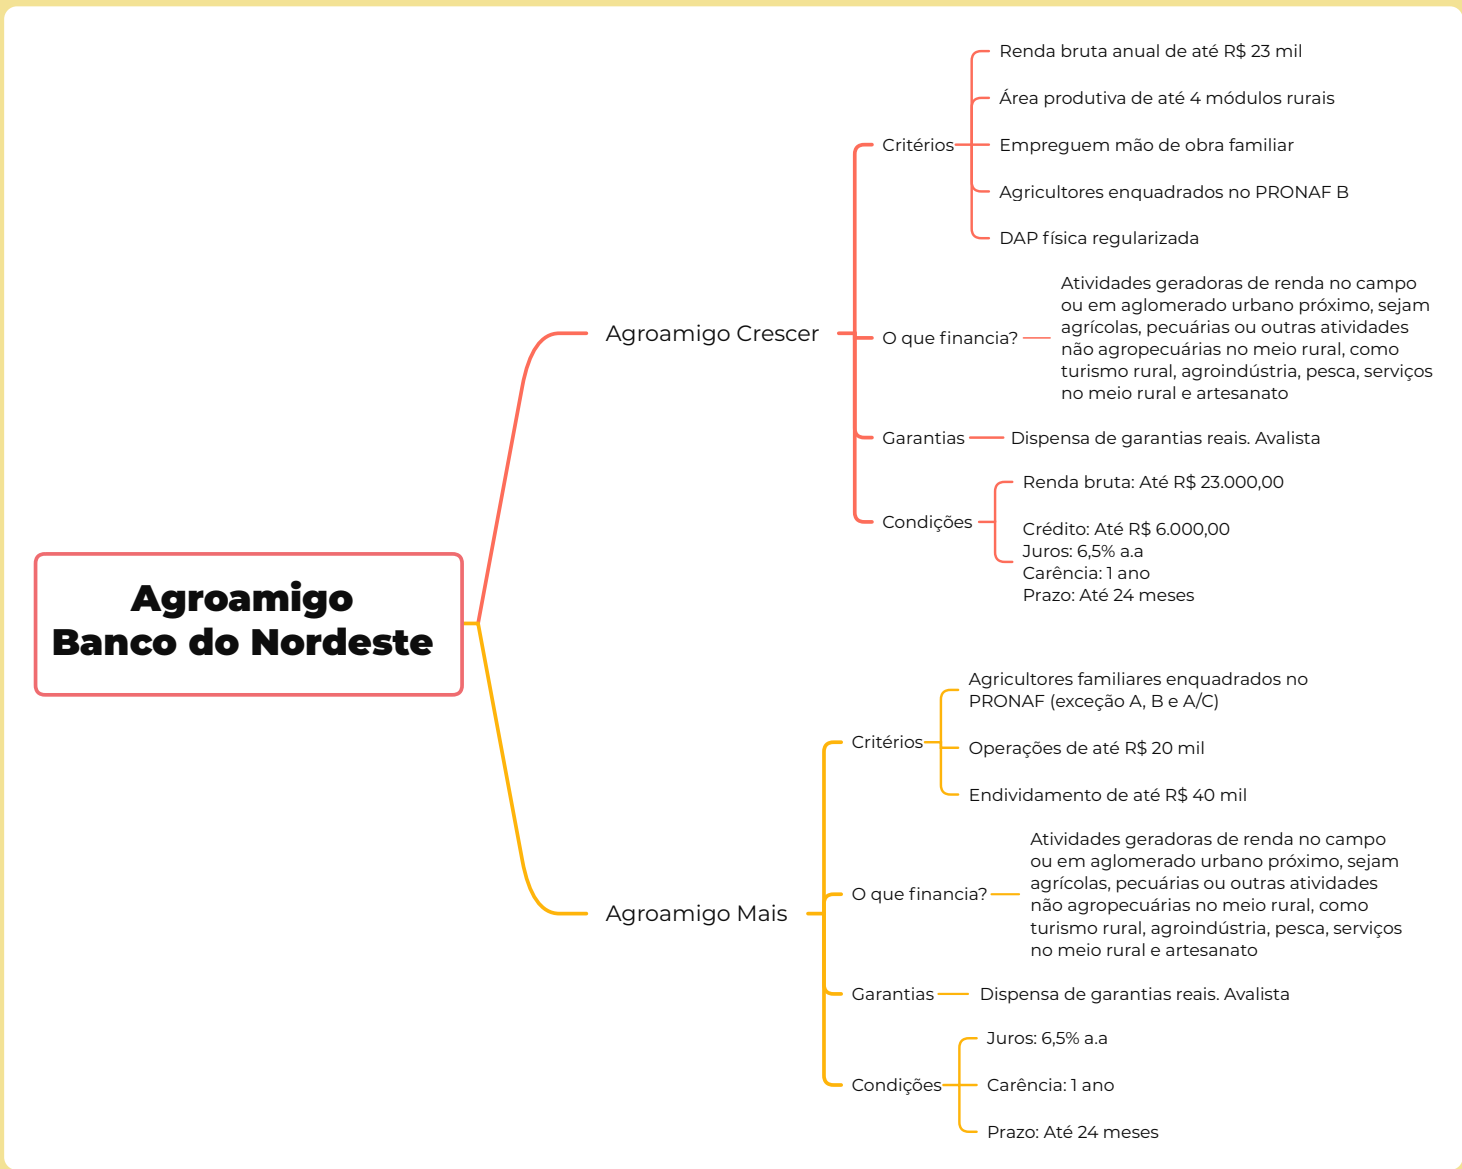 Agroamigo
Banco do Nordeste
Agroamigo Crescer
Critérios
Renda bruta anual de até R$ 23 mil
Área produtiva de até 4 módulos rurais
Empreguem mão de obra familiar
Agricultores enquadrados no PRONAF B
DAP física regularizada
O que financia?
Atividades geradoras de renda no campo
ou em aglomerado urbano próximo, sejam
agrícolas, pecuárias ou outras atividades
não agropecuárias no meio rural, como
turismo rural, agroindústria, pesca, serviços
no meio rural e artesanato
Garantias
Dispensa de garantias reais. Avalista
Condições
Renda bruta: Até R$ 23.000,00
Crédito: Até R$ 6.000,00
Juros: 6,5% a.a
Carência: 1 ano
Prazo: Até 24 meses
Agroamigo Mais
Critérios
Agricultores familiares enquadrados no
PRONAF (exceção A, B e A/C)
Operações de até R$ 20 mil
Endividamento de até R$ 40 mil
O que financia?
Atividades geradoras de renda no campo
ou em aglomerado urbano próximo, sejam
agrícolas, pecuárias ou outras atividades
não agropecuárias no meio rural, como
turismo rural, agroindústria, pesca, serviços
no meio rural e artesanato
Garantias
Dispensa de garantias reais. Avalista
Condições
Juros: 6,5% a.a
Carência: 1 ano
Prazo: Até 24 meses